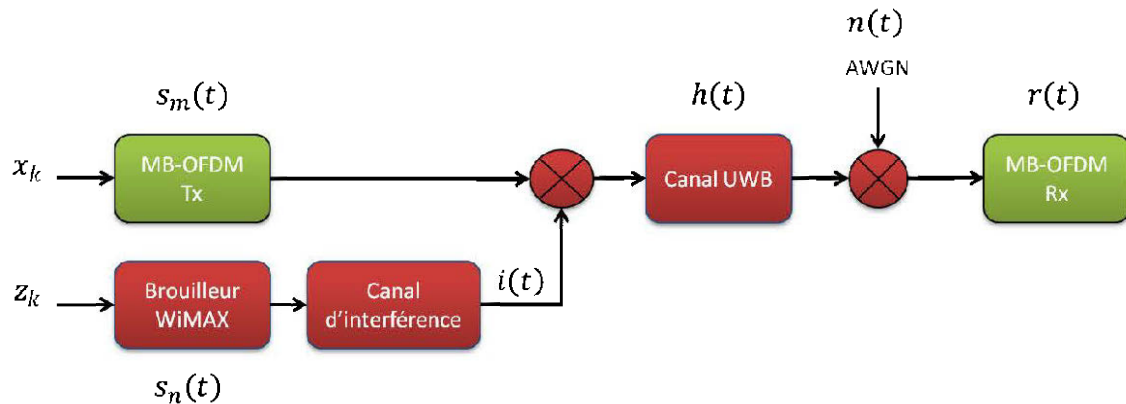 n(t)
AWGN
s_m(t)
h(t)
r(t)
x_k
MB-OFDM
Tx
Canal UWB
MB-OFDM
Rx
z_k
Brouilleur
WiMAX
Canal
d'interférence
i(t)
s_n(t)